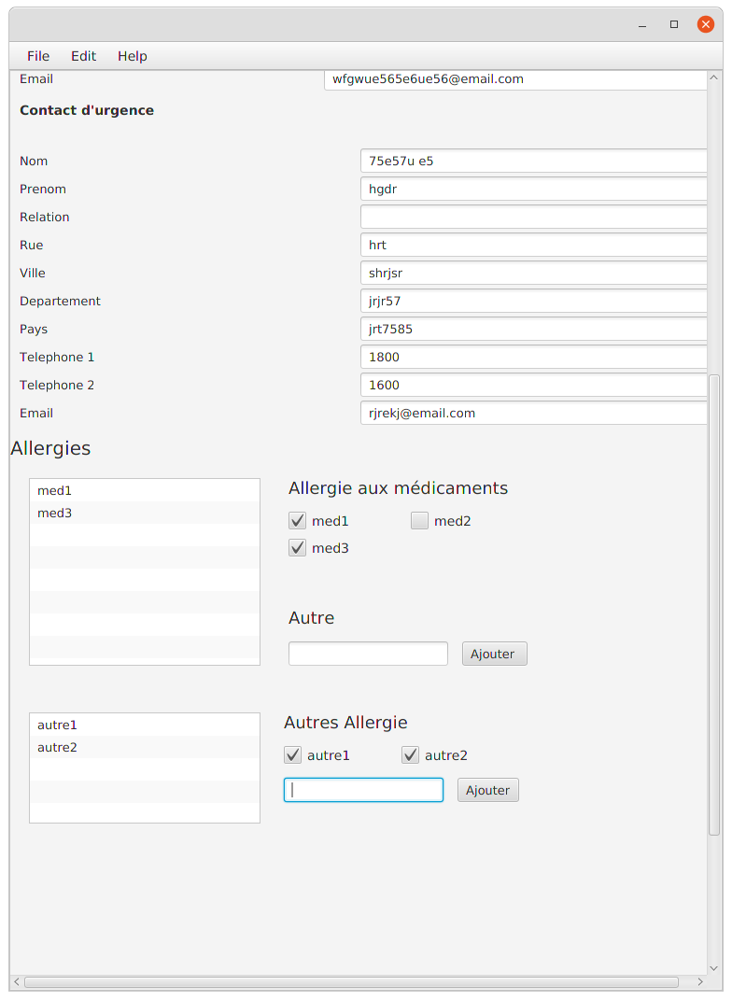 File Edit Help
Email wfgwue565e6ue56@email.com
Contact d'urgence
Nom 75e57u e5
Prenom hgdr
Relation
Rue hrt
Ville shrjsr
Departement jrjr57
Pays jrt7585
Telephone 1 1800
Telephone 2 1600
Email rjrekj@email.com
Allergies
med1
med3
Allergie aux médicaments
med1 med2
med3
Autre
Ajouter
autre1
autre2
Autres Allergie
autre1 autre2
Ajouter